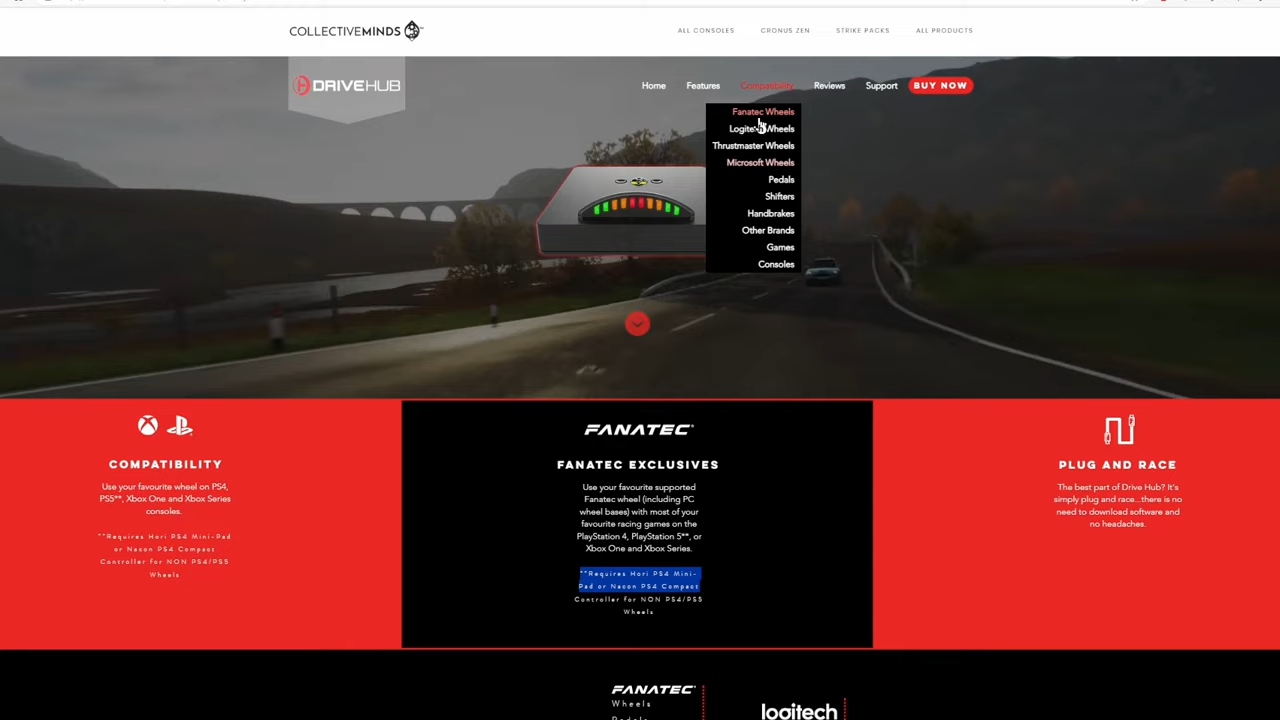 COLLECTIVEMINDS
ALL CONSOLES CRONUS ZEN STRIKE PACKS ALL PRODUCTS
DRIVEHUB
Home Features Compatibility Reviews Support BUY NOW
Fanatec Wheels
Logitech Wheels
Thrustmaster Wheels
Microsoft Wheels
Pedals
Shifters
Handbrakes
Other Brands
Games
Consoles
COMPATIBILITY
Use your favourite wheel on PS4,
PS5**, Xbox One and Xbox Series
consoles.
**Requires Hori PS4 Mini-Pad
or Nacon PS4 Compact
Controller for NON PS4/PS5
Wheels
FANATEC
FANATEC EXCLUSIVES
Use your favourite supported
Fanatec wheel (including PC
wheel bases) with most of your
favourite racing games on the
PlayStation 4, PlayStation 5**, or
Xbox One and Xbox Series.
**Requires Hori PS4 Mini-
Pad or Nacon PS4 Compact
Controller for NON PS4/PS5
Wheels
PLUG AND RACE
The best part of Drive Hub? It's
simply plug and race...there is no
need to download software and
no headaches.
FANATEC
Wheels
Pedals
logitech